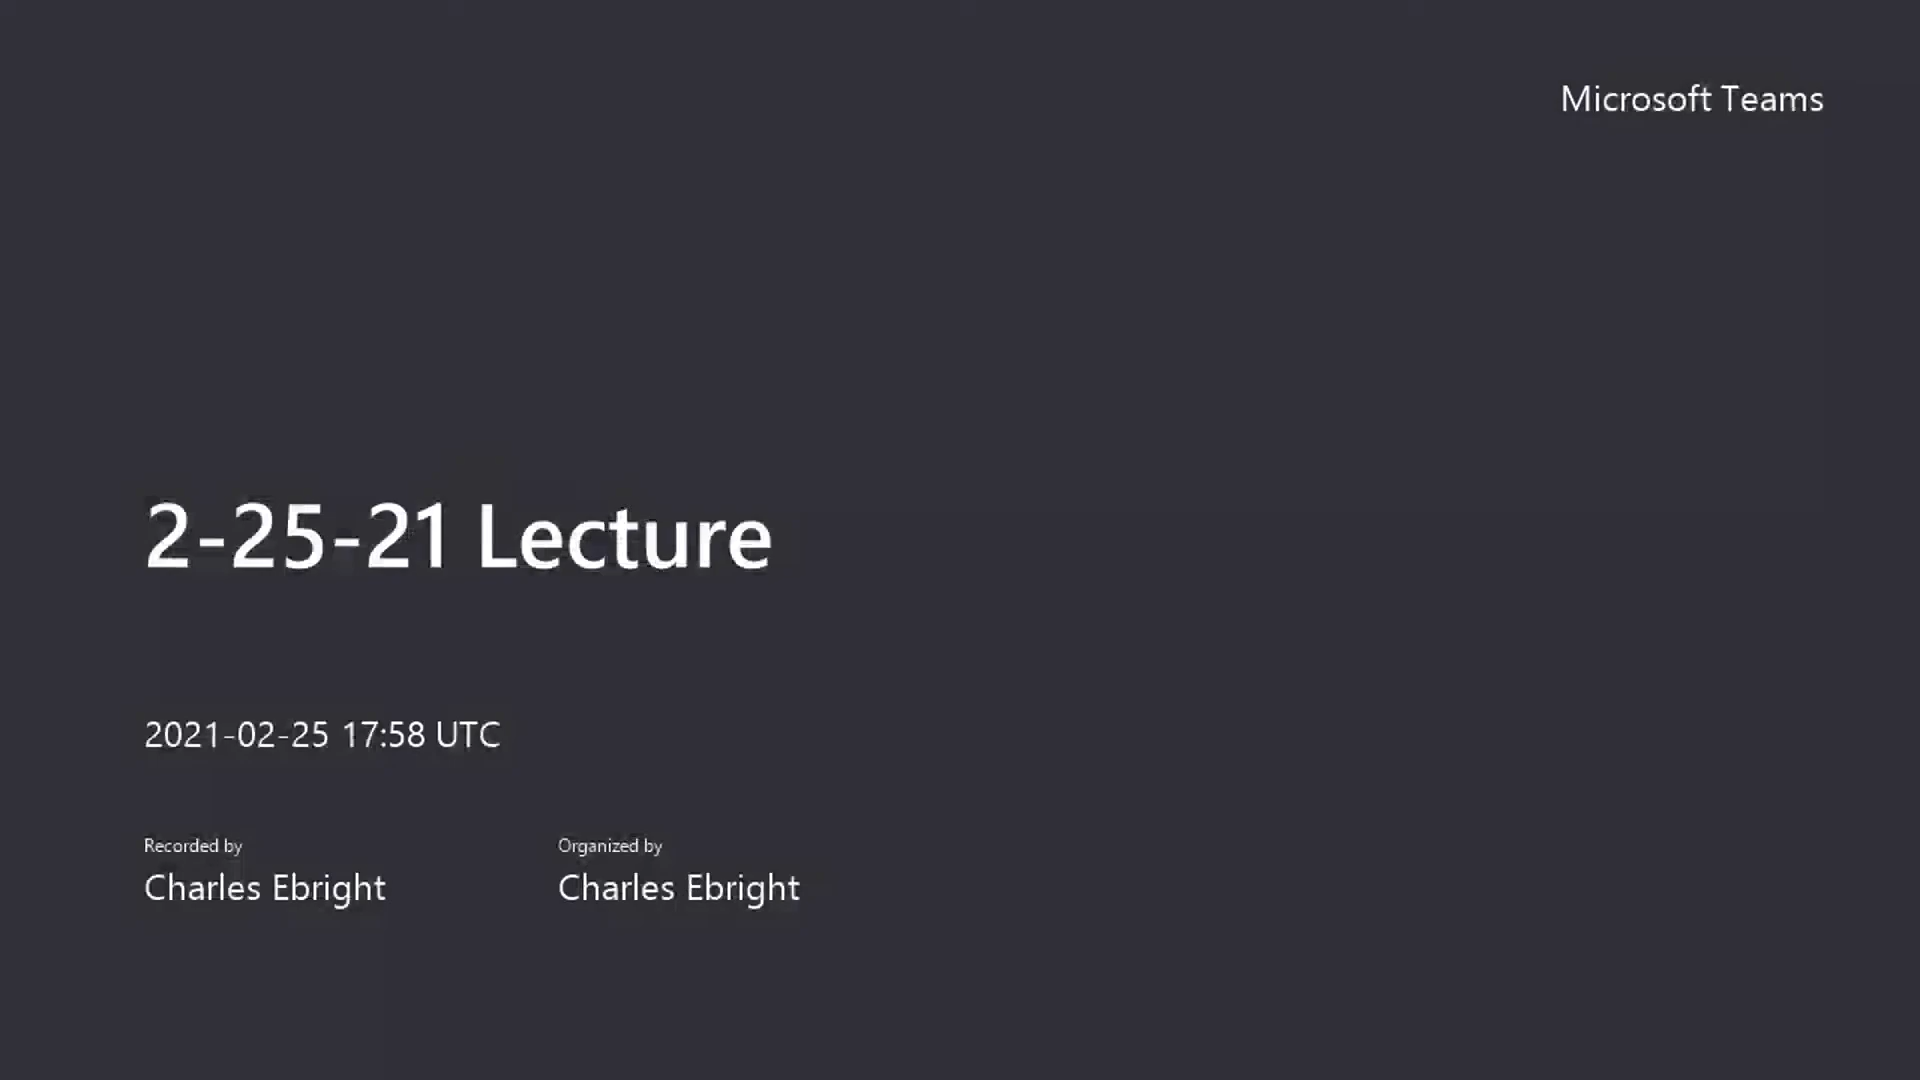 Microsoft Teams
2-25-21 Lecture
2021-02-25 17:58 UTC
Recorded by
Charles Ebright
Organized by
Charles Ebright